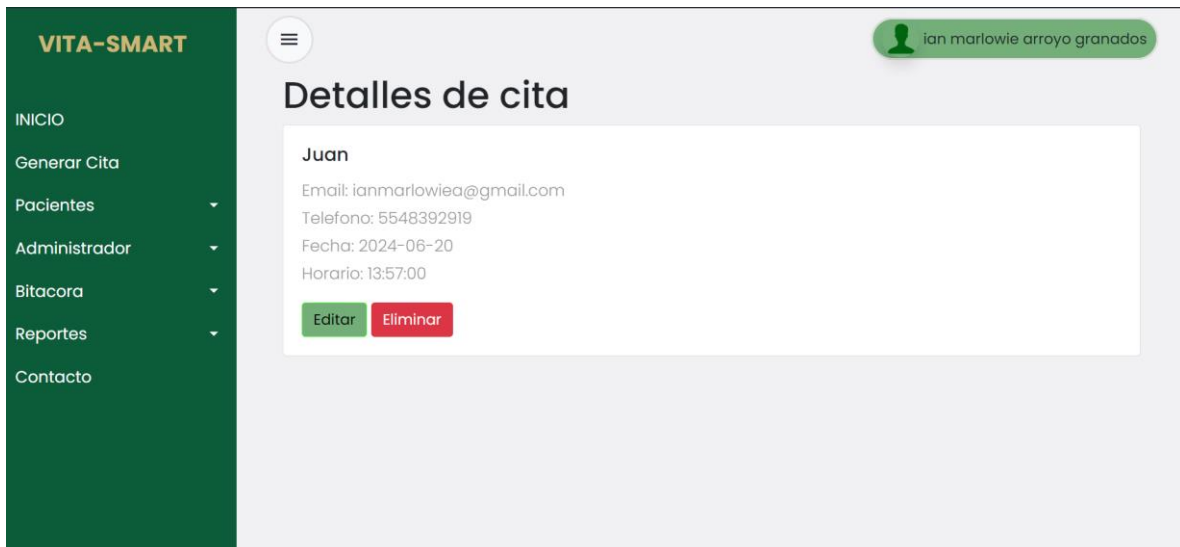 VITA-SMART
INICIO
Generar Cita
Pacientes
Administrador
Bitacora
Reportes
Contacto
ian marlowie arroyo granados
Detalles de cita
Juan
Email: ianmarlowiea@gmail.com
Telefono: 5548392919
Fecha: 2024-06-20
Horario: 13:57:00
Editar Eliminar